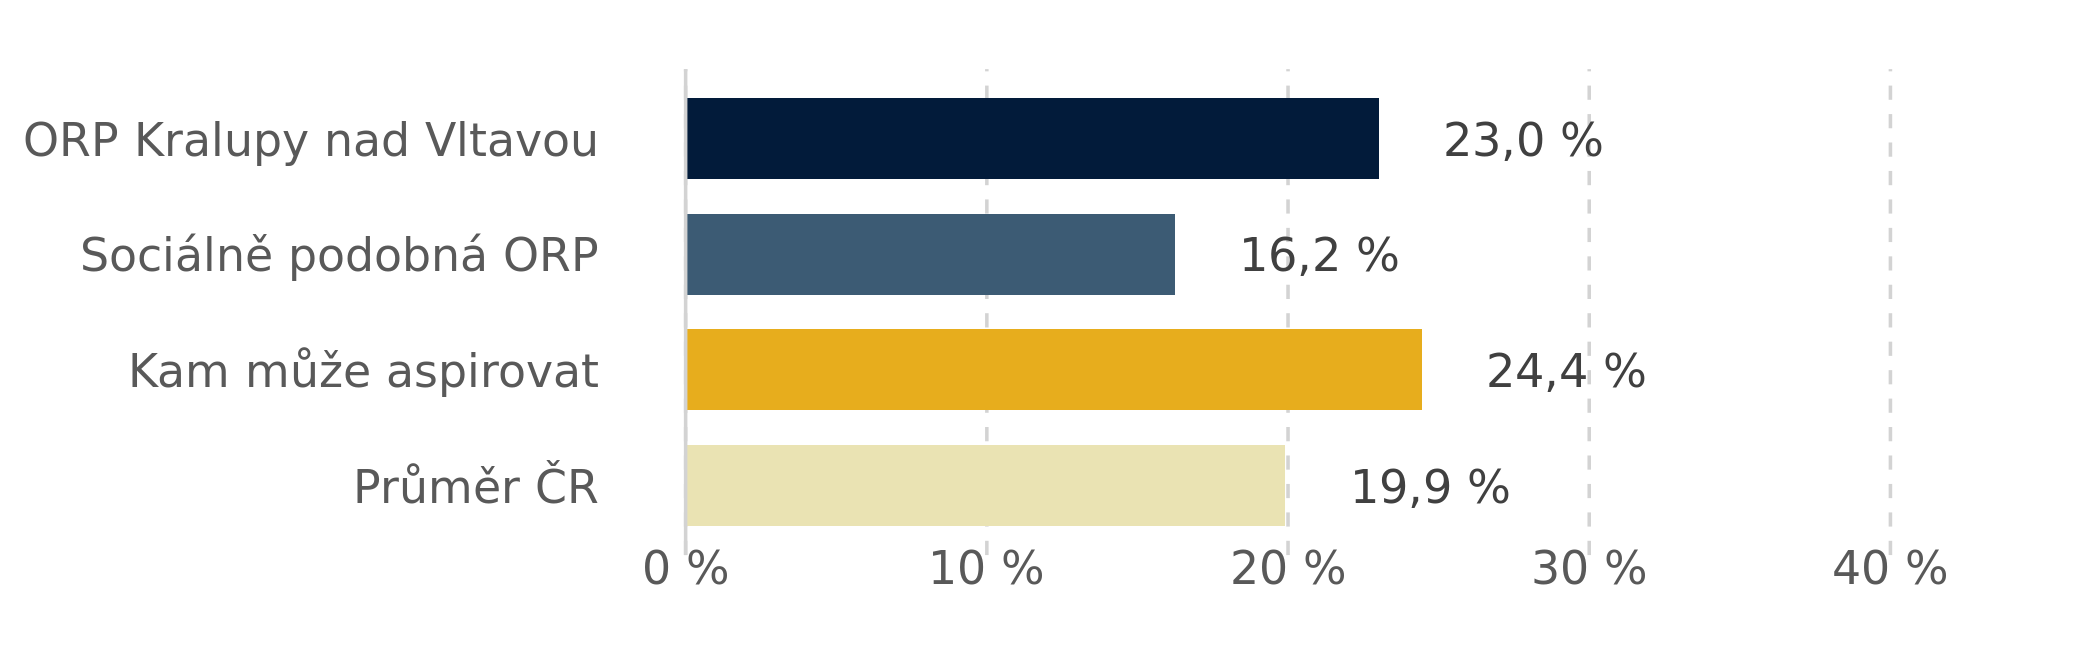 ORP Kralupy nad Vltavou 23,0 %
Sociálně podobná ORP 16,2 %
Kam může aspirovat 24,4 %
Průměr ČR 19,9 %
0 % 10 % 20 % 30 % 40 %